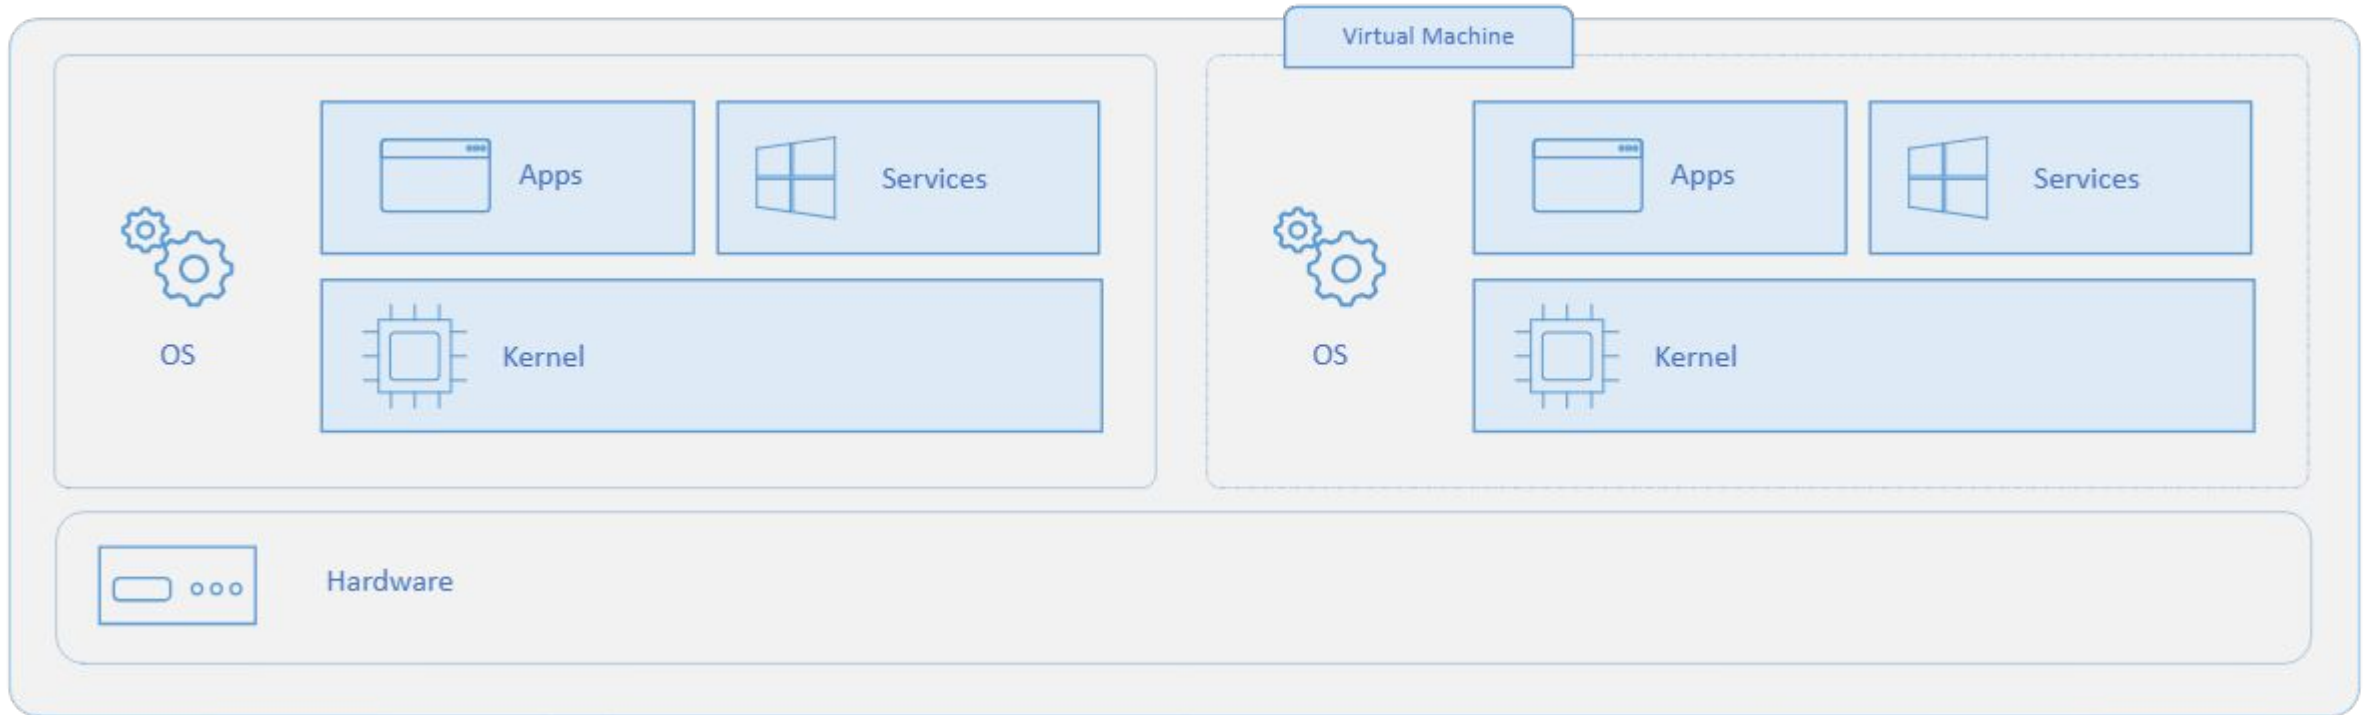 Virtual Machine
Apps
Services
OS
Kernel
Apps
Services
OS
Kernel
Hardware